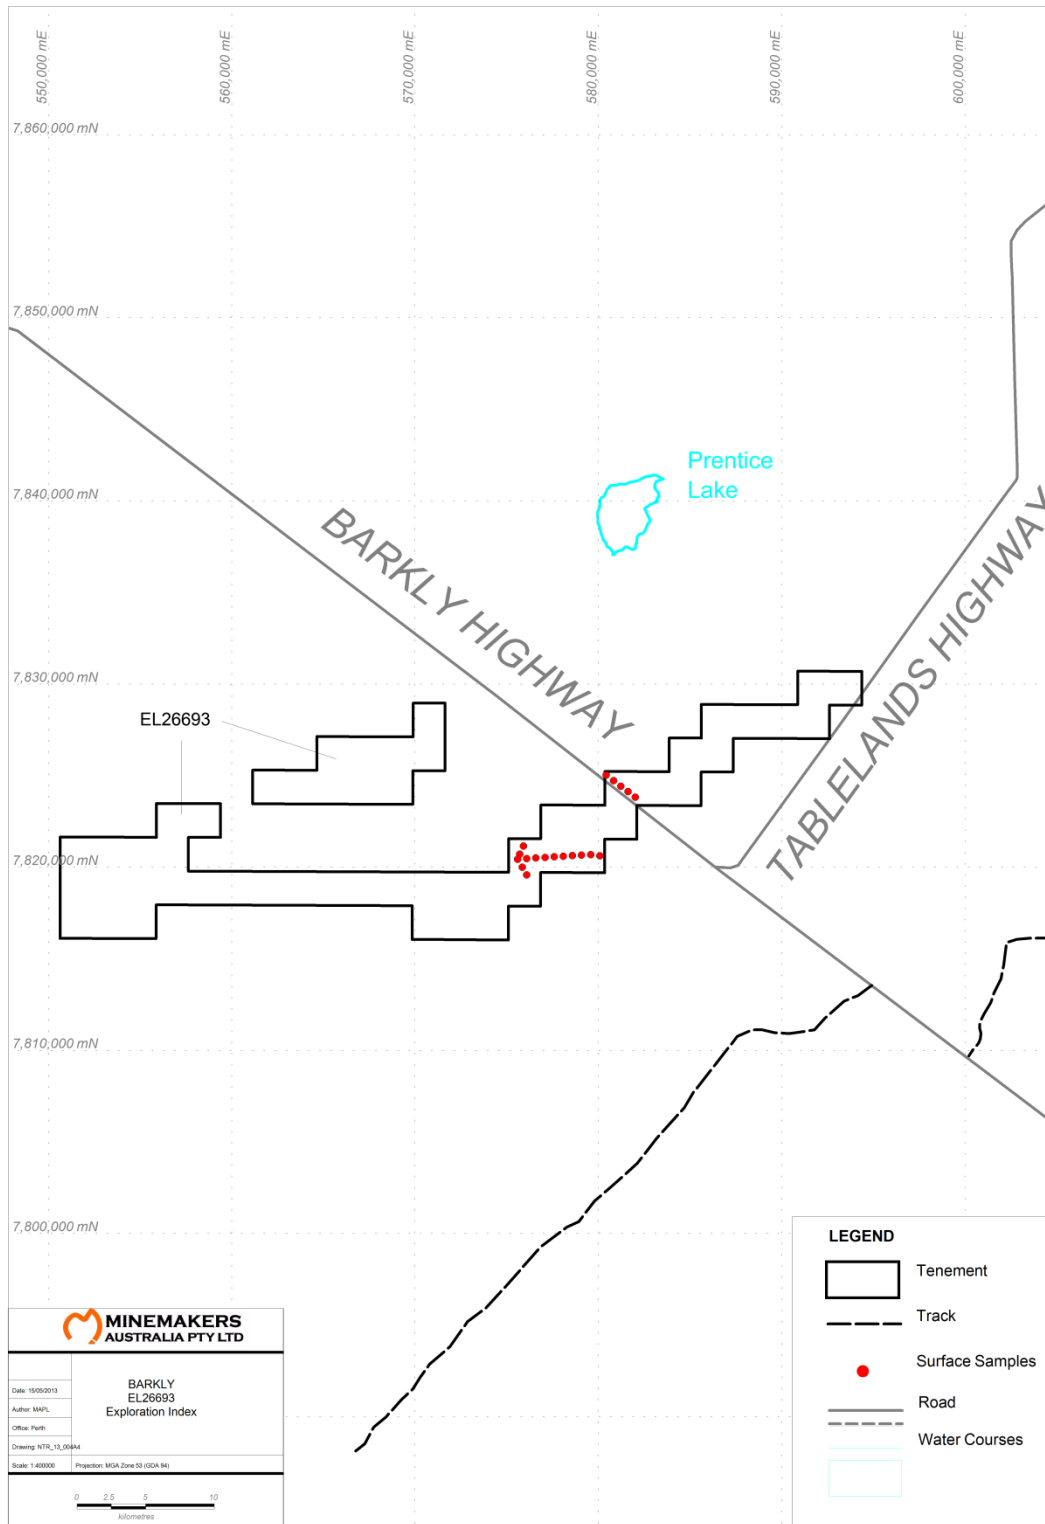 550,000 mE
560,000 mE
570,000 mE
580,000 mE
590,000 mE
600,000 mE
7,860,000 mN
7,850,000 mN
7,840,000 mN
7,830,000 mN
7,820,000 mN
7,810,000 mN
7,800,000 mN
Prentice
Lake
BARKLY HIGHWAY
TABLELANDS HIGHWAY
EL26693
LEGEND
Tenement
Track
Surface Samples
Road
Water Courses
MINEMAKERS
AUSTRALIA PTY LTD
BARKLY
EL26693
Exploration Index
Date: 15/05/2013
Author: MAPL
Office: Perth
Drawing: NTR_13_004A4
Scale: 1:400000
Projection: MGA Zone 53 (GDA 94)
0 2.5 5 10
kilometres